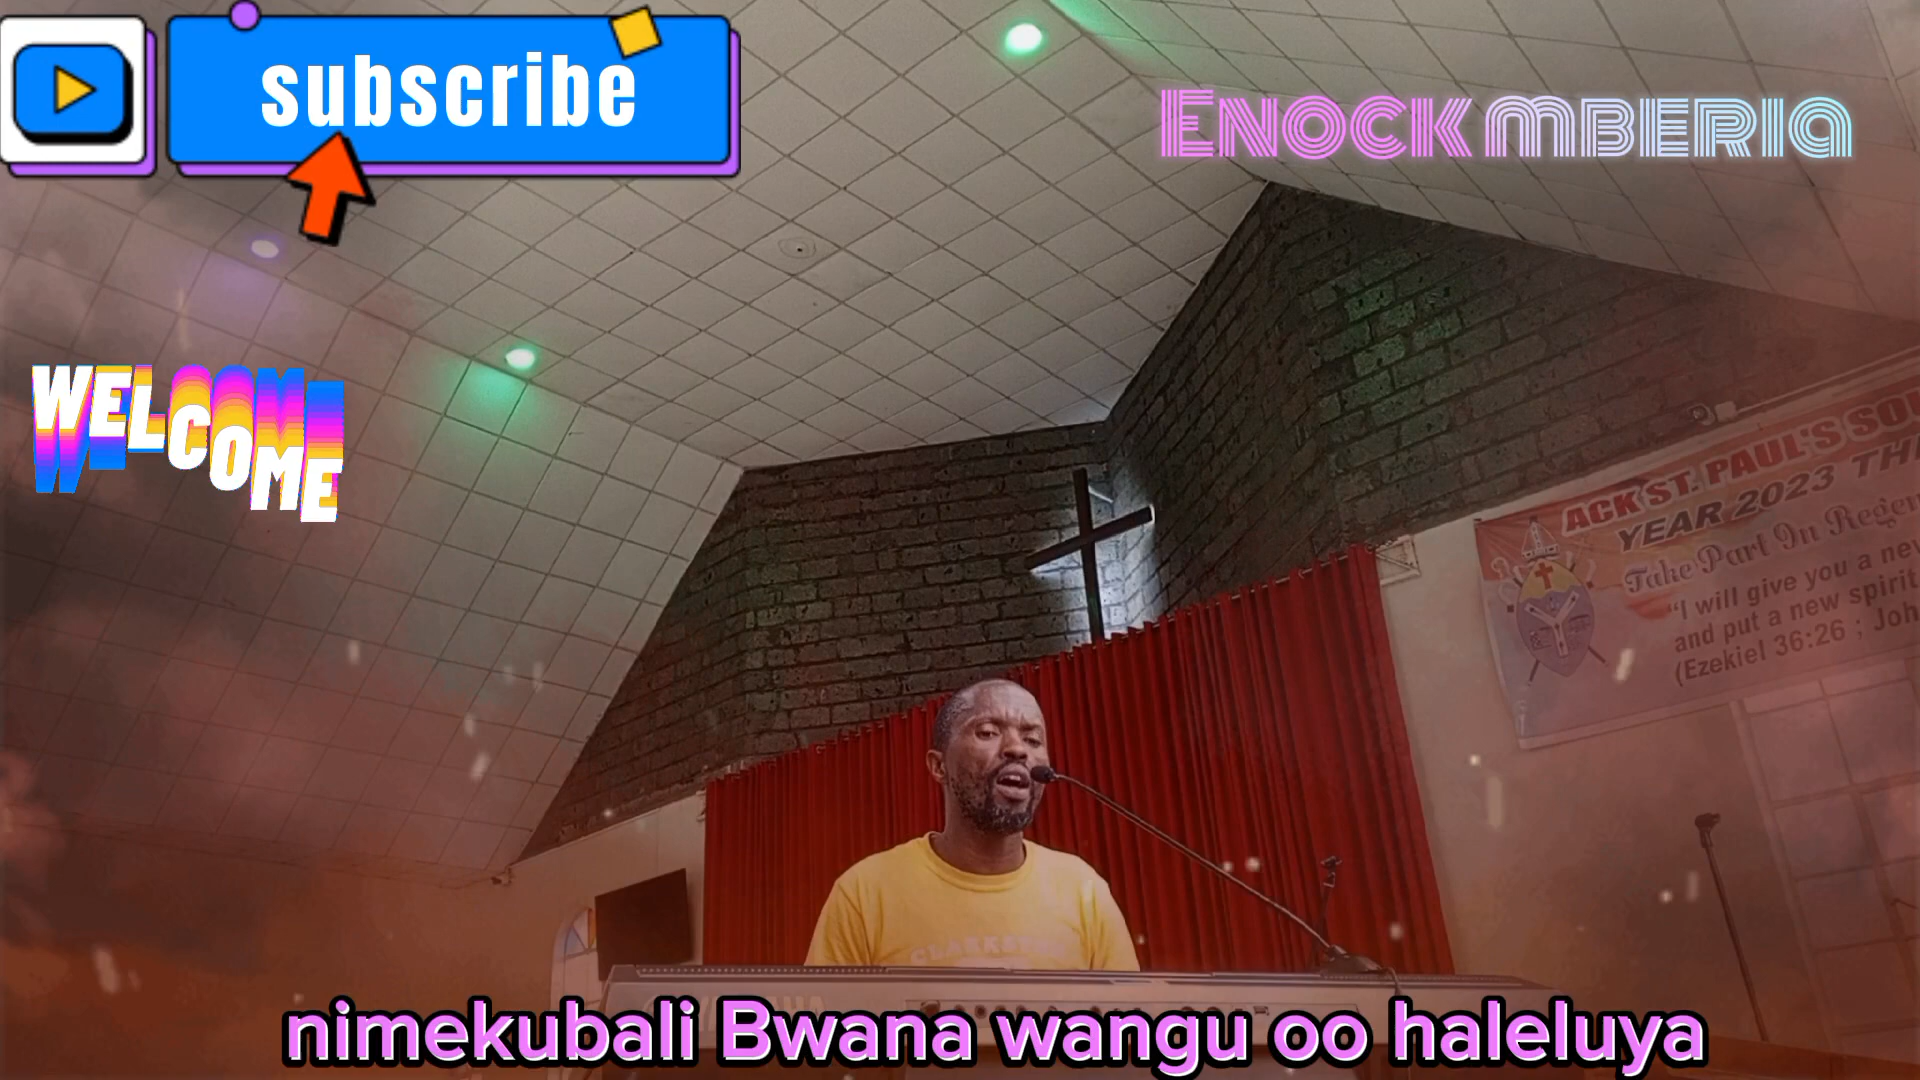 subscribe
Enock mberia
WELCOME
ACK ST. PAUL'S
YEAR 2023
Take Part In
"I will give you a new
and put a new spirit
(Ezekiel 36:26 ;
nimekubali Bwana wangu oo haleluya